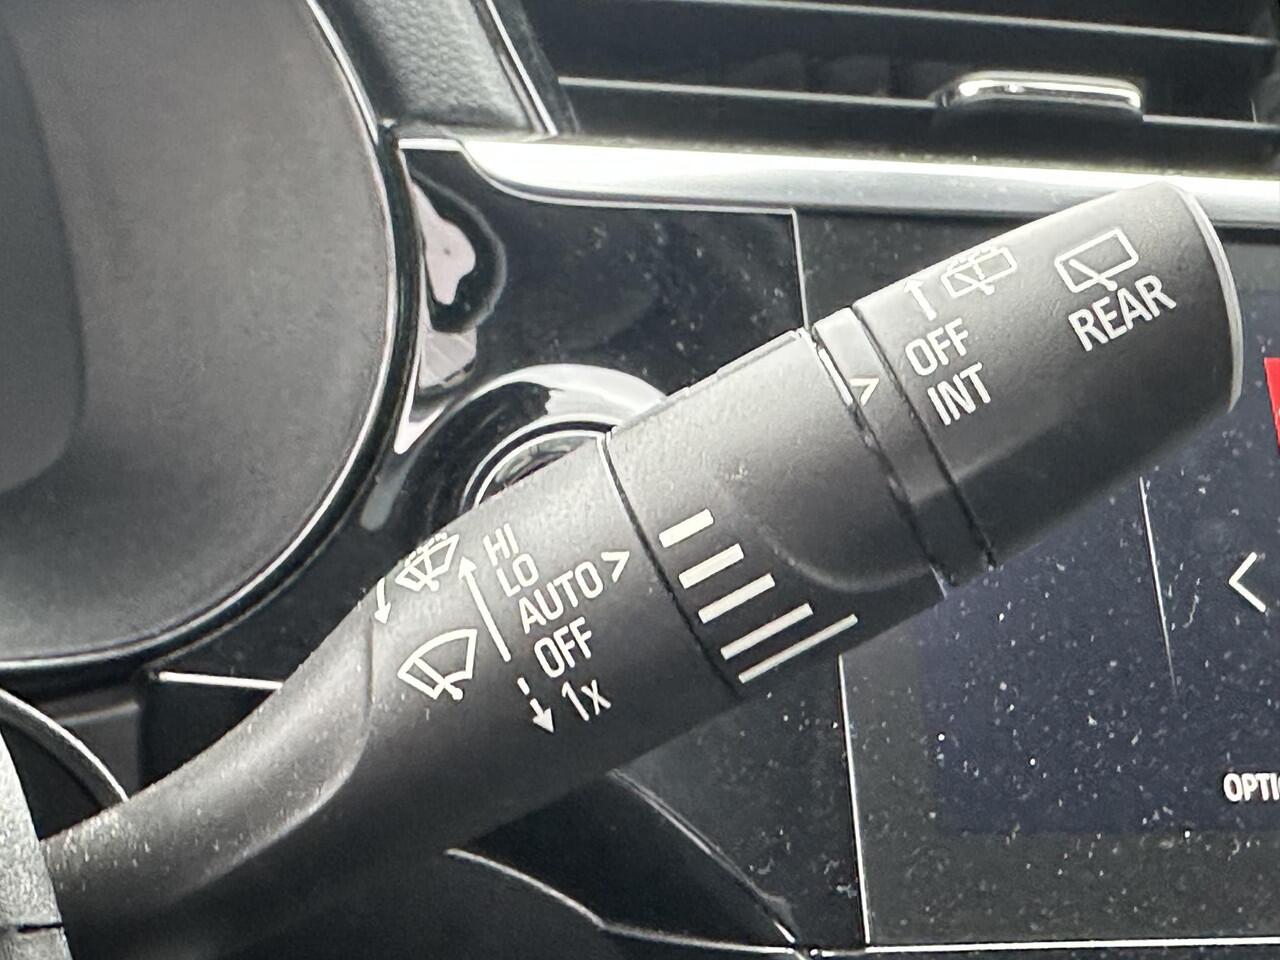 OFF
INT
REAR
HI
LO
AUTO >
OFF
1x
OPTI